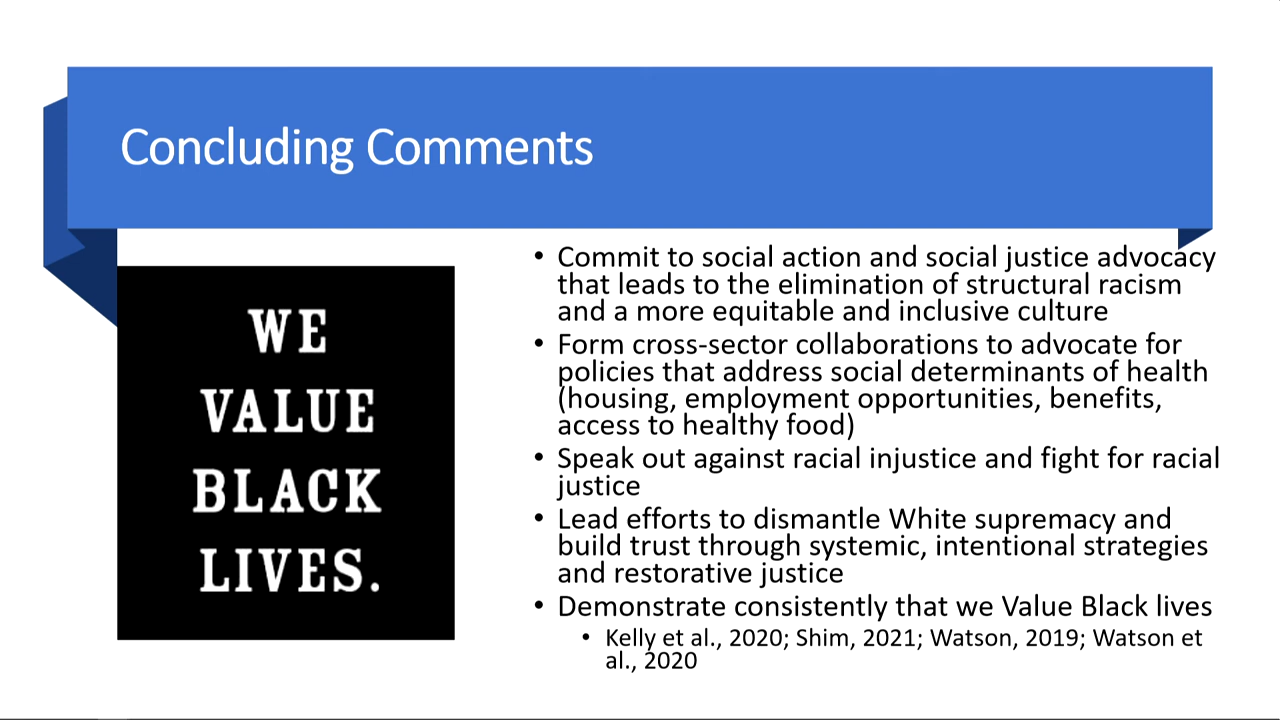 Concluding Comments
WE
VALUE
BLACK
LIVES.
• Commit to social action and social justice advocacy
that leads to the elimination of structural racism
and a more equitable and inclusive culture
• Form cross-sector collaborations to advocate for
policies that address social determinants of health
(housing, employment opportunities, benefits,
access to healthy food)
• Speak out against racial injustice and fight for racial
justice
• Lead efforts to dismantle White supremacy and
build trust through systemic, intentional strategies
and restorative justice
• Demonstrate consistently that we Value Black lives
• Kelly et al., 2020; Shim, 2021; Watson, 2019; Watson et
al., 2020